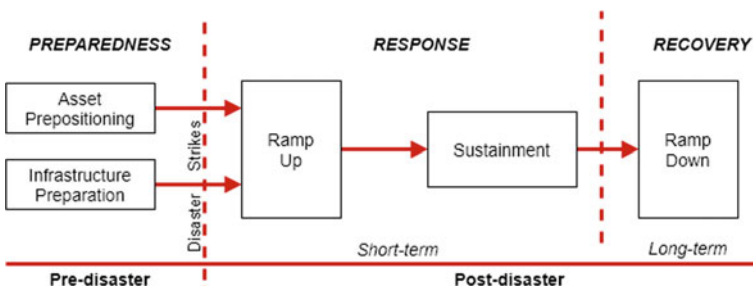 PREPAREDNESS
RESPONSE
RECOVERY
Asset
Prepositioning
Infrastructure
Preparation
Disaster Strikes
Ramp
Up
Sustainment
Ramp
Down
Short-term
Long-term
Pre-disaster
Post-disaster